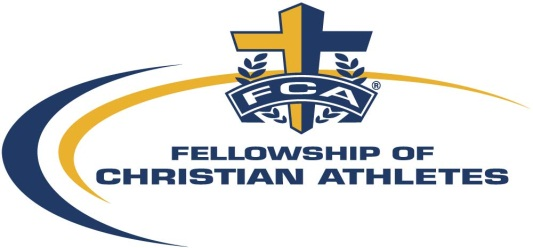 FCA®
FELLOWSHIP OF
CHRISTIAN ATHLETES